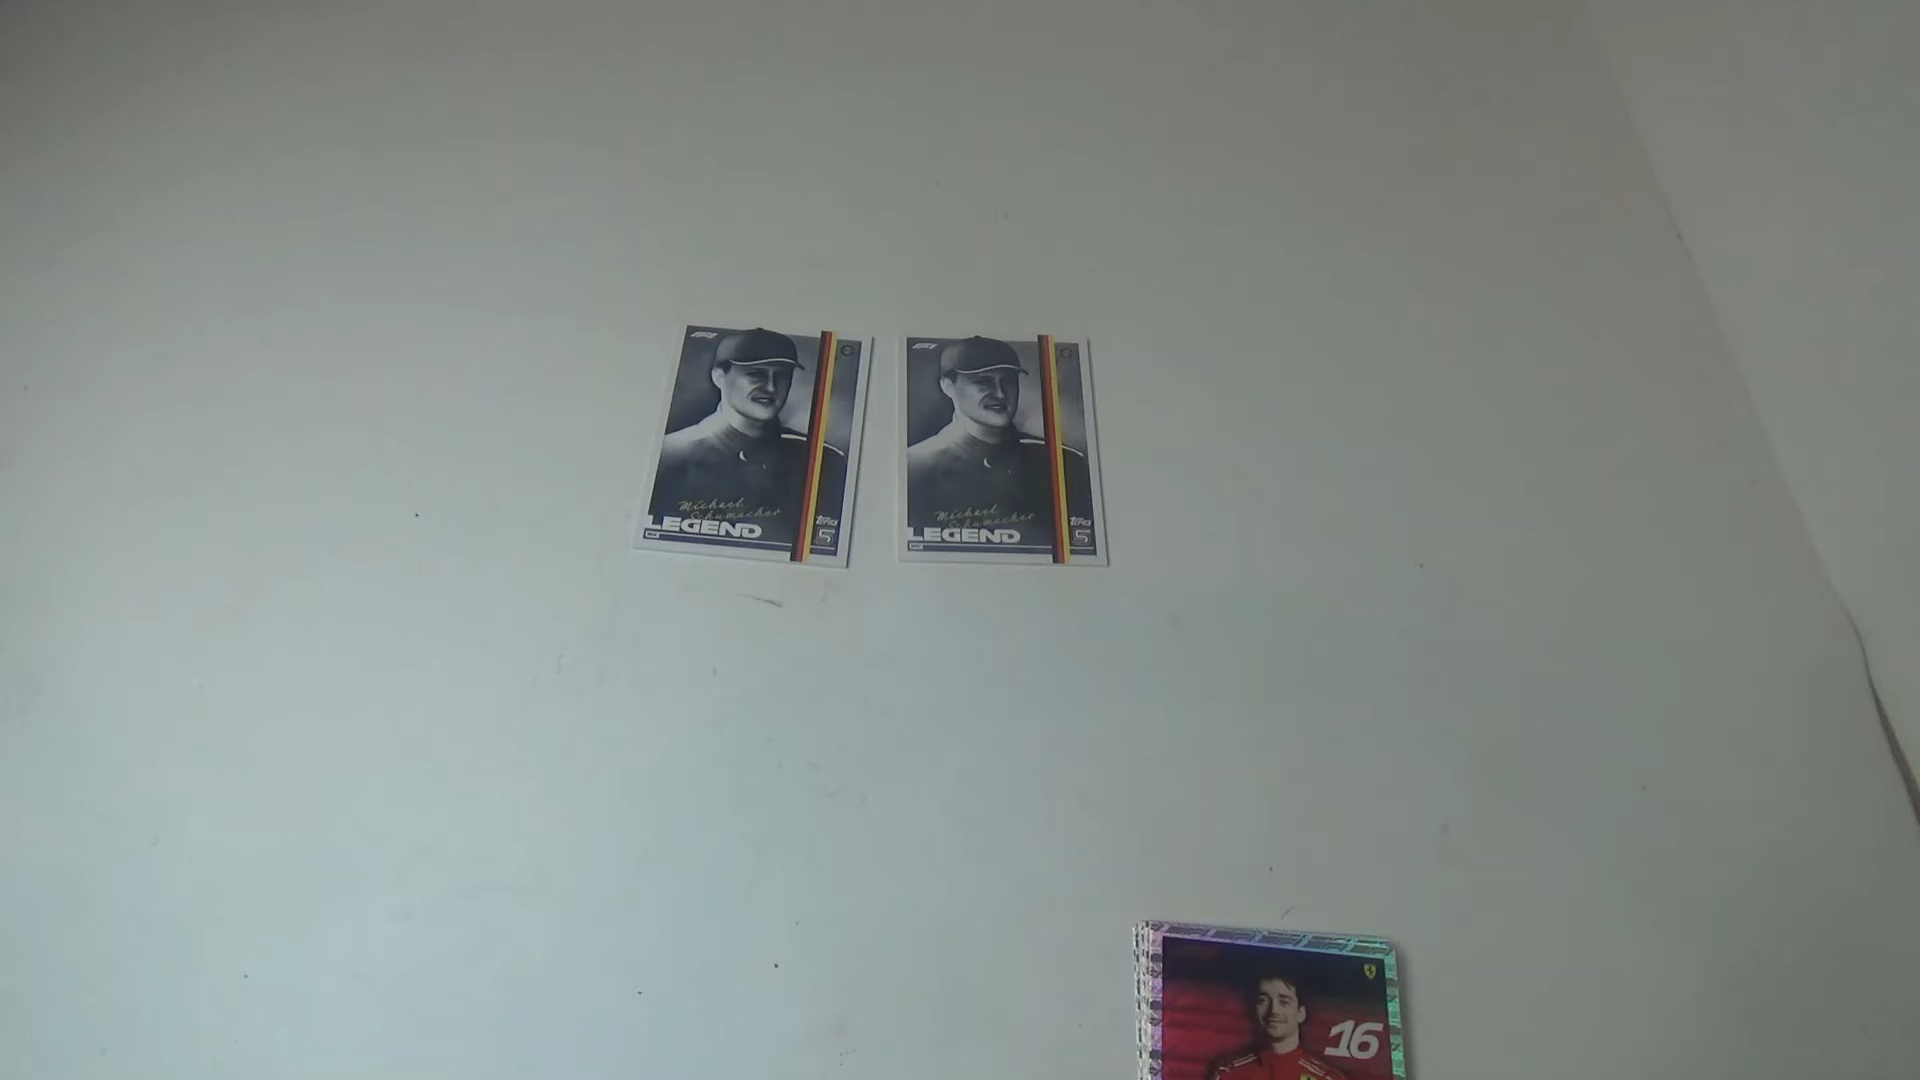 F1
Michael
Schumacher
LEGEND
Topps
F1
Michael
Schumacher
LEGEND
Topps
16